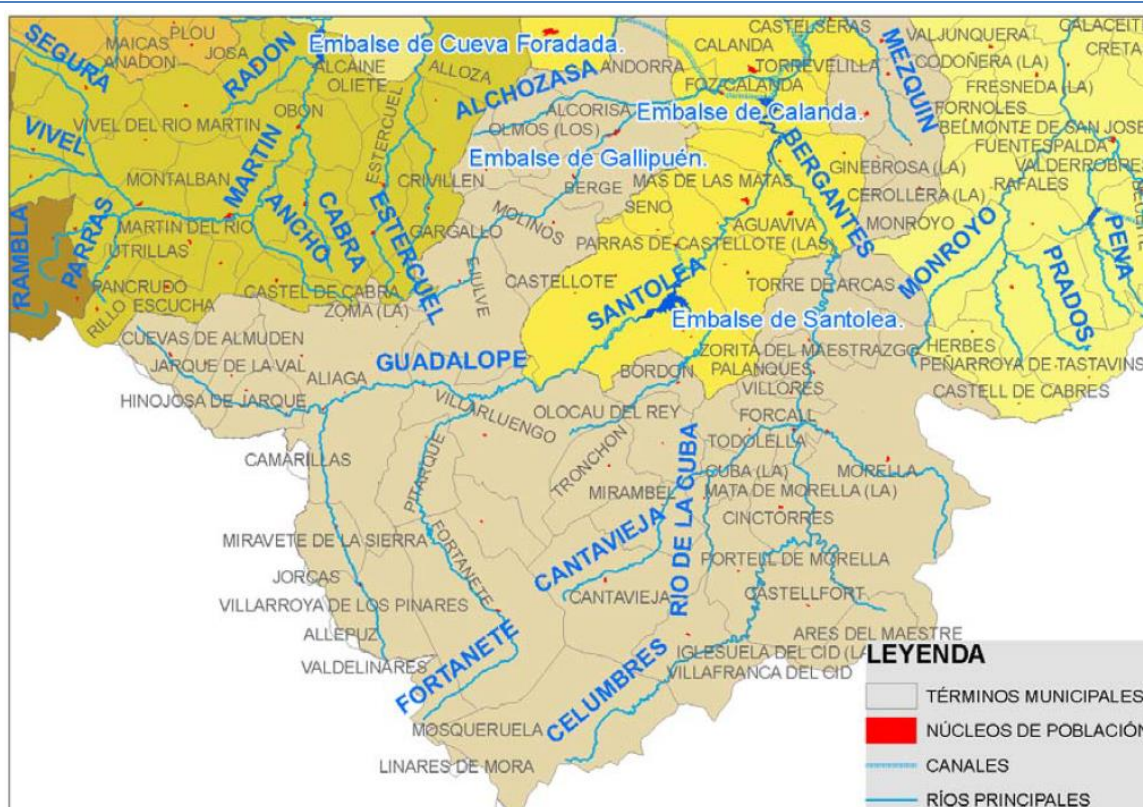 CASTELSERAS
CALACEIT
PLOU
SEGURA
MAICAS
JOSA
RADON
Embalse de Cueva Foradada.
CALANDA
MEZQUIN
VALJUNQUERA
CRETA
ANADON
ALCAINE
ALLOZA
ANDORRA
TORREVELILLA
CODOÑERA (LA)
OLIETE
ALCHOZASA
FOZ CALANDA
FRESNEDA (LA)
OBON
ALCORISA
Embalse de Calanda.
FORNOLES
VIVEL
VIVEL DEL RIO MARTIN
ESTERCUEL
OLMOS (LOS)
BELMONTE DE SAN JOSE
FUENTESPALDA
MARTIN
Embalse de Gallipuén.
BERGANTES
GINEBROSA (LA)
VALDERROBRE
MONTALBAN
CRIVILLEN
BERGE
MAS DE LAS MATAS
CEROLLERA (LA)
RAFALES
ANCHO
CABRA
ESTERCUEL
MOLINOS
SENO
AGUAVIVA
MONROYO
RAMBLA
PARRAS
MARTIN DEL RIO
GARGALLO
PARRAS DE CASTELLOTE (LAS)
MONROYO
PRADOS
PENA
UTRILLAS
EJULVE
CASTELLOTE
SANTOLEA
TORRE DE ARCAS
PANCRUDO
CASTEL DE CABRA
RILLO
ESCUCHA
ZOMA (LA)
Embalse de Santolea.
CUEVAS DE ALMUDEN
ZORITA DEL MAESTRAZGO
HERBES
JARQUE DE LA VAL
GUADALOPE
BORDON
PALANQUES
PEÑARROYA DE TASTAVINS
ALIAGA
VILLORES
CASTELL DE CABRES
HINOJOSA DE JARQUE
VILLARLUENGO
OLOCAU DEL REY
FORCALL
RIO DE LA CUBA
TODOLELLA
CAMARILLAS
PITARQUE
TRONCHON
CUBA (LA)
MORELLA
MIRAMBEL
MATA DE MORELLA (LA)
CINCTORRES
MIRAVETE DE LA SIERRA
FORTANETE
CANTAVIEJA
PORTELL DE MORELLA
JORCAS
CANTAVIEJA
CASTELLFORT
VILLARROYA DE LOS PINARES
ALLEPUZ
ARES DEL MAESTRE
VALDELINARES
FORTANETE
CELUMBRES
IGLESUELA DEL CID (LA
VILLAFRANCA DEL CID
MOSQUERUELA
LINARES DE MORA
LEYENDA
TÉRMINOS MUNICIPALES
NÚCLEOS DE POBLACIÓN
CANALES
RÍOS PRINCIPALES